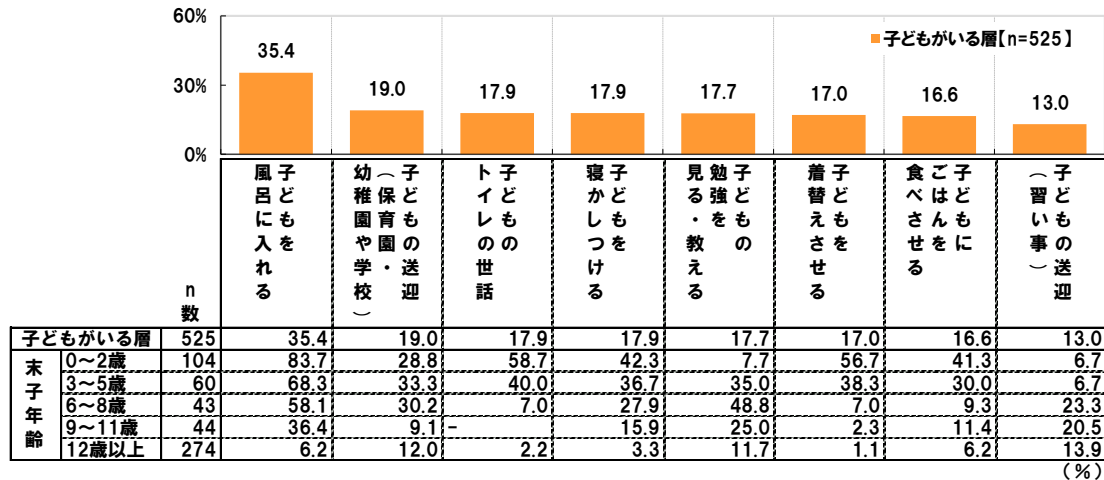 60%
30%
0%
■子どもがいる層【n=525】
35.4
19.0
17.9
17.9
17.7
17.0
16.6
13.0
n数
子どもを
風呂に入れる
子どもの送迎
（保育園・
幼稚園や学校）
子どもの
トイレの世話
子どもを
寝かしつける
子どもの
勉強を
見る・教える
子どもを
着替えさせる
子どもに
ごはんを
食べさせる
子どもの送迎
（習い事）
子どもがいる層 525 35.4 19.0 17.9 17.9 17.7 17.0 16.6 13.0
末子年齢
0～2歳 104 83.7 28.8 58.7 42.3 7.7 56.7 41.3 6.7
3～5歳 60 68.3 33.3 40.0 36.7 35.0 38.3 30.0 6.7
6～8歳 43 58.1 30.2 7.0 27.9 48.8 7.0 9.3 23.3
9～11歳 44 36.4 9.1 - 15.9 25.0 2.3 11.4 20.5
12歳以上 274 6.2 12.0 2.2 3.3 11.7 1.1 6.2 13.9
（%）